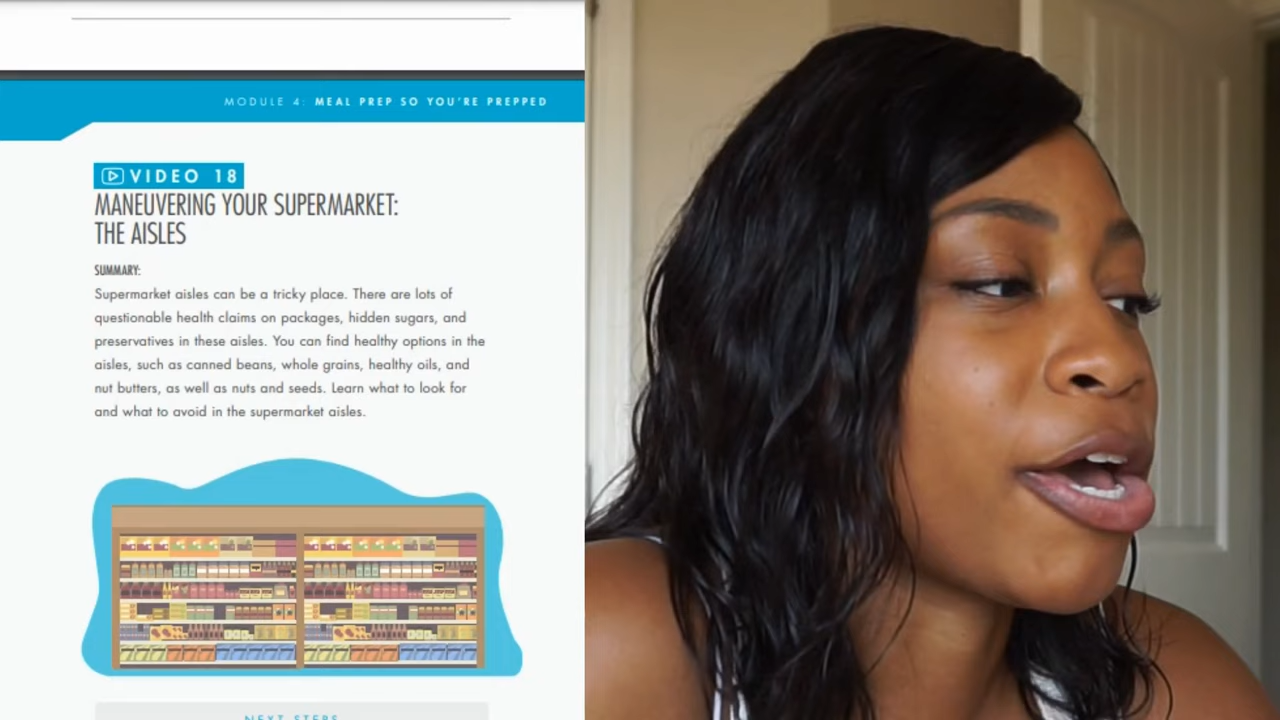 MODULE 4: MEAL PREP SO YOU'RE PREPPED
VIDEO 18
MANEUVERING YOUR SUPERMARKET:
THE AISLES
SUMMARY:
Supermarket aisles can be a tricky place. There are lots of
questionable health claims on packages, hidden sugars, and
preservatives in these aisles. You can find healthy options in the
aisles, such as canned beans, whole grains, healthy oils, and
nut butters, as well as nuts and seeds. Learn what to look for
and what to avoid in the supermarket aisles.
NEXT STEPS